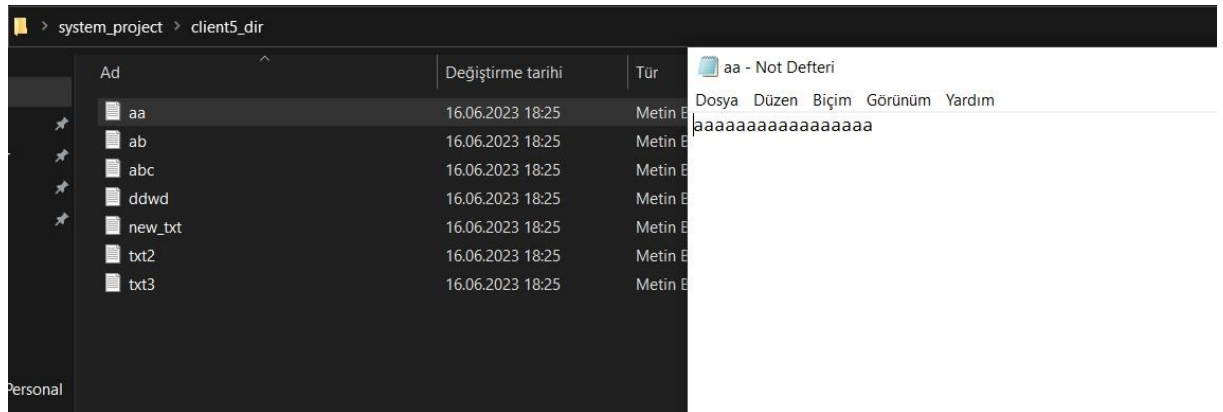 system_project > client5_dir
Ad Değiştirme tarihi Tür
aa 16.06.2023 18:25 Metin B
ab 16.06.2023 18:25 Metin B
abc 16.06.2023 18:25 Metin B
ddwd 16.06.2023 18:25 Metin B
new_txt 16.06.2023 18:25 Metin B
txt2 16.06.2023 18:25 Metin B
txt3 16.06.2023 18:25 Metin B
Personal
aa - Not Defteri
Dosya Düzen Biçim Görünüm Yardım
aaaaaaaaaaaaaaaaa